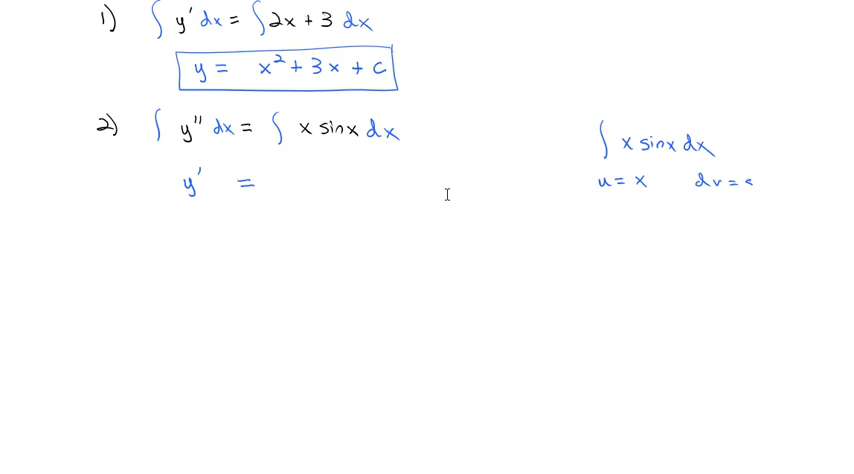 1) ∫ y' dx = ∫ 2x + 3 dx
y = x² + 3x + c
2) ∫ y'' dx = ∫ x sinx dx
y' =
∫ x sinx dx
u = x dv =